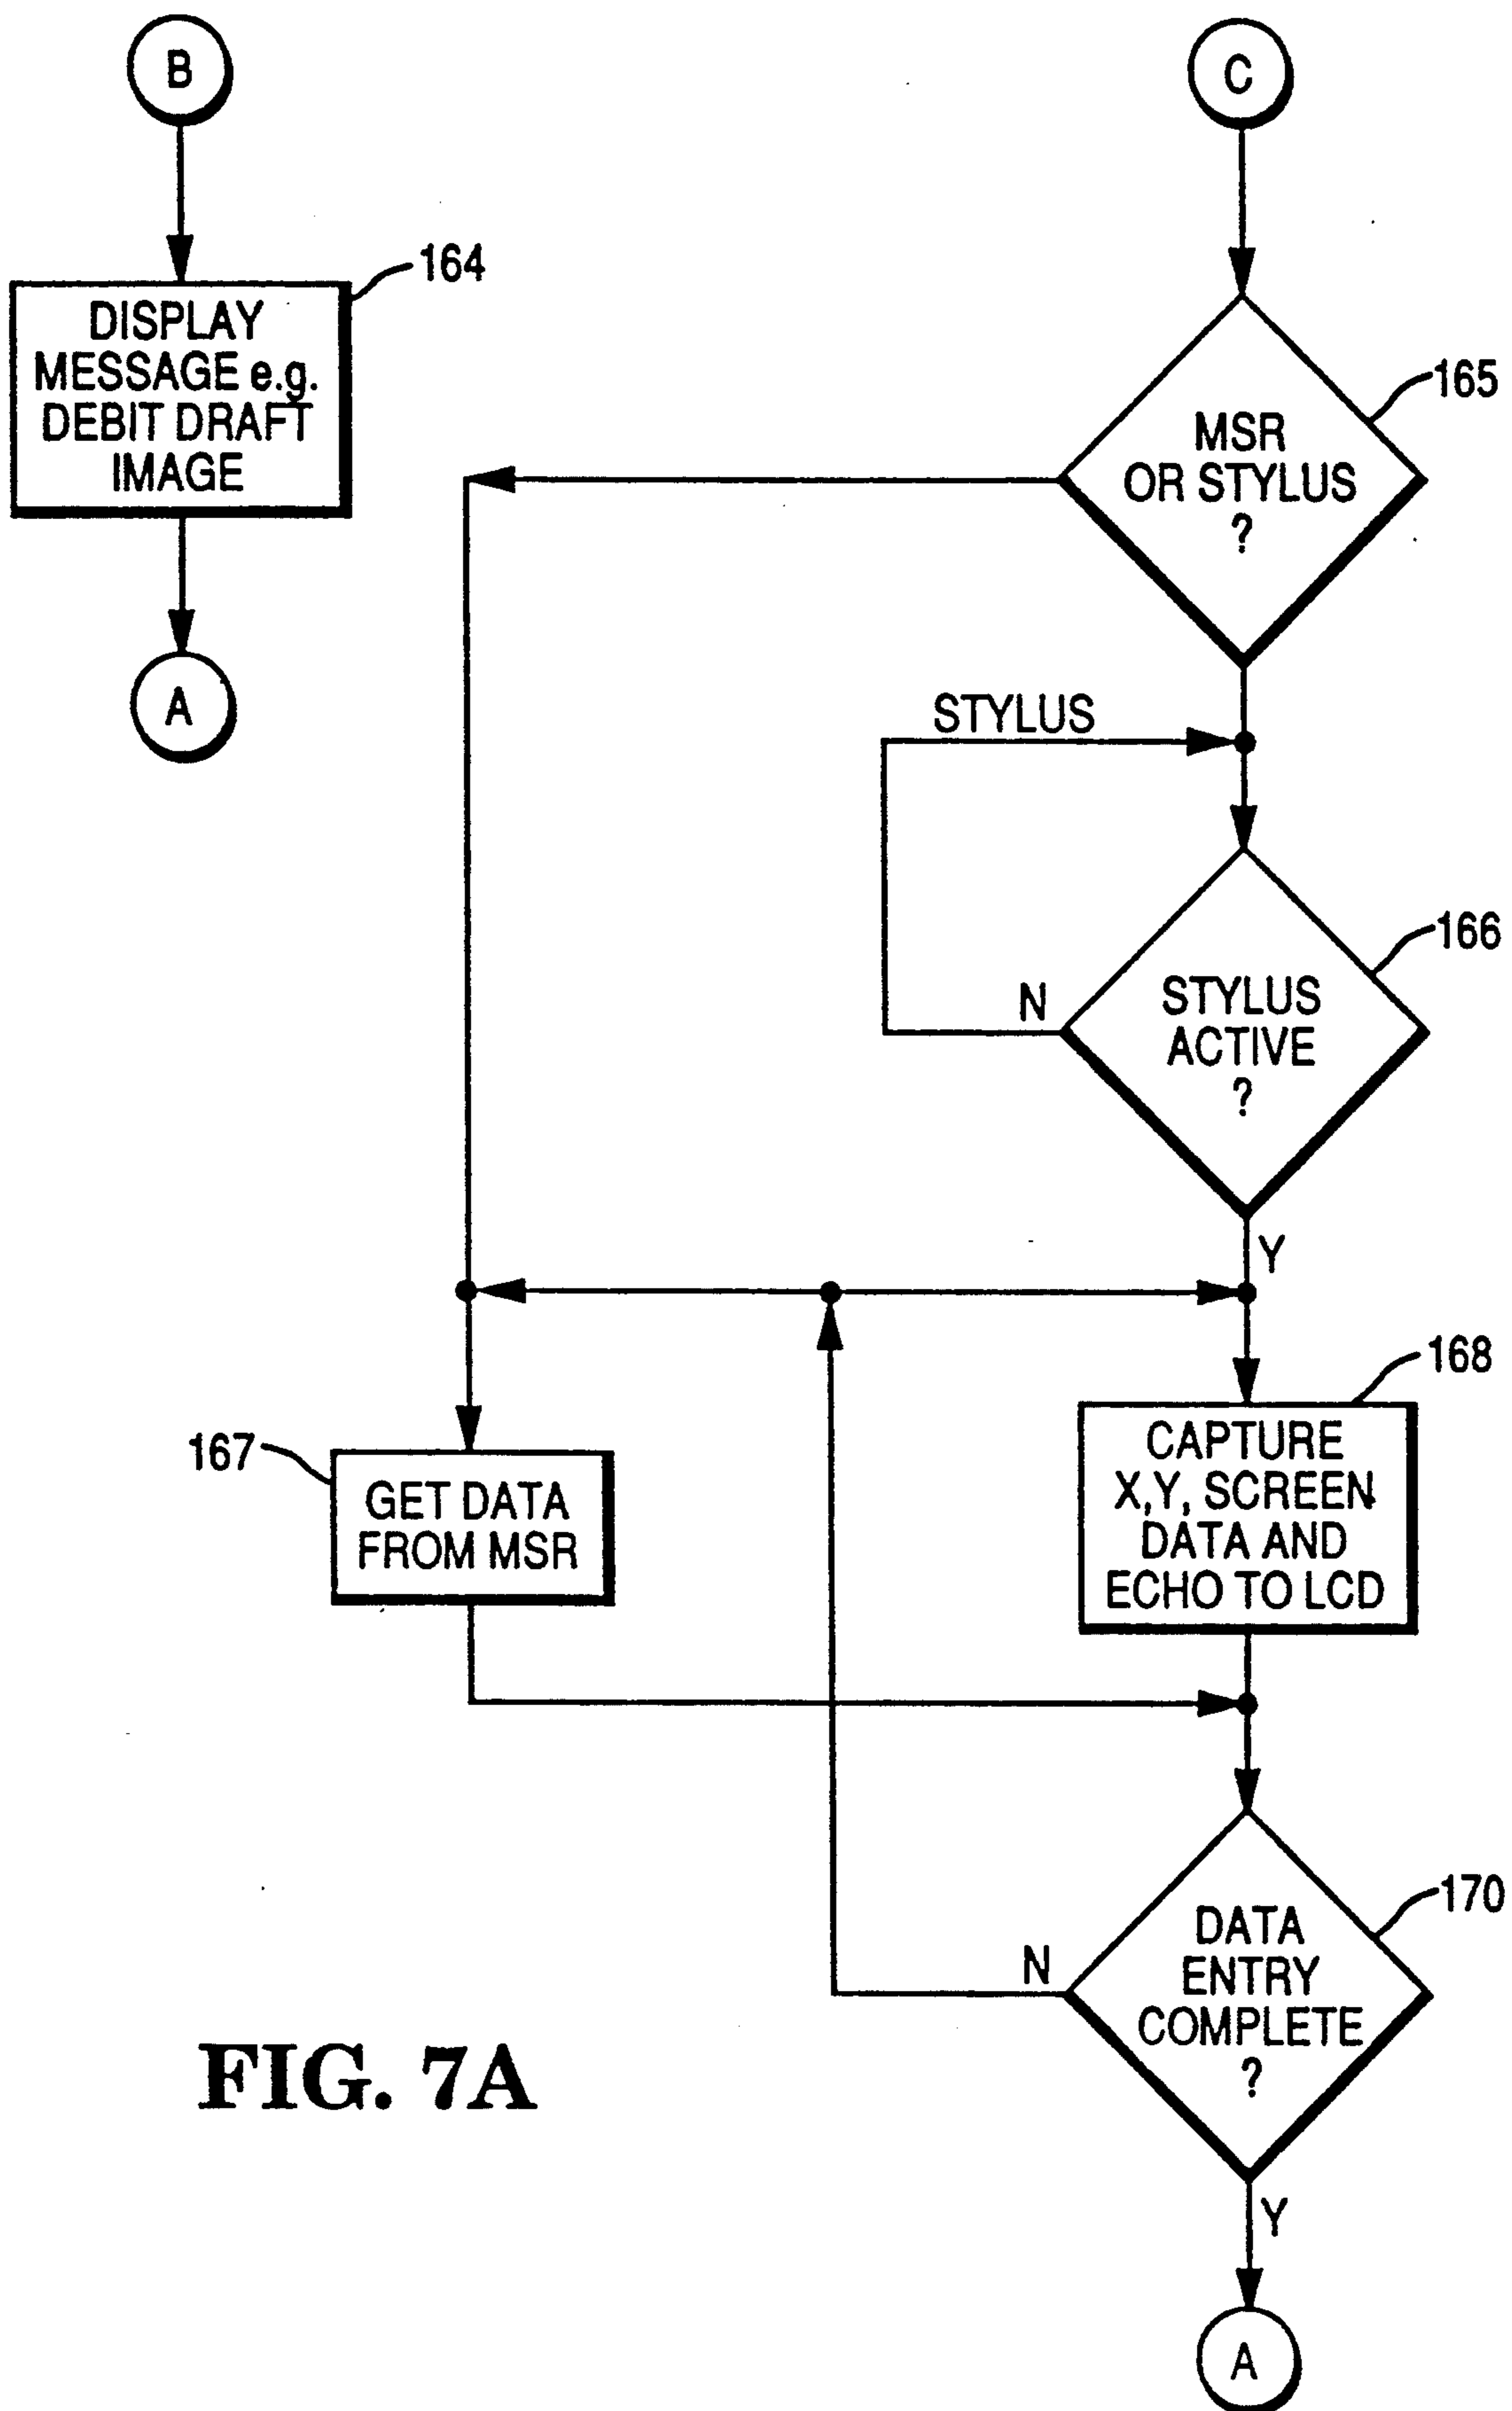 B
164
DISPLAY
MESSAGE e.g.
DEBIT DRAFT
IMAGE
A
C
165
MSR
OR STYLUS
?
STYLUS
166
N
STYLUS
ACTIVE
?
Y
167
GET DATA
FROM MSR
168
CAPTURE
X,Y, SCREEN
DATA AND
ECHO TO LCD
170
N
DATA
ENTRY
COMPLETE
?
Y
A
FIG. 7A